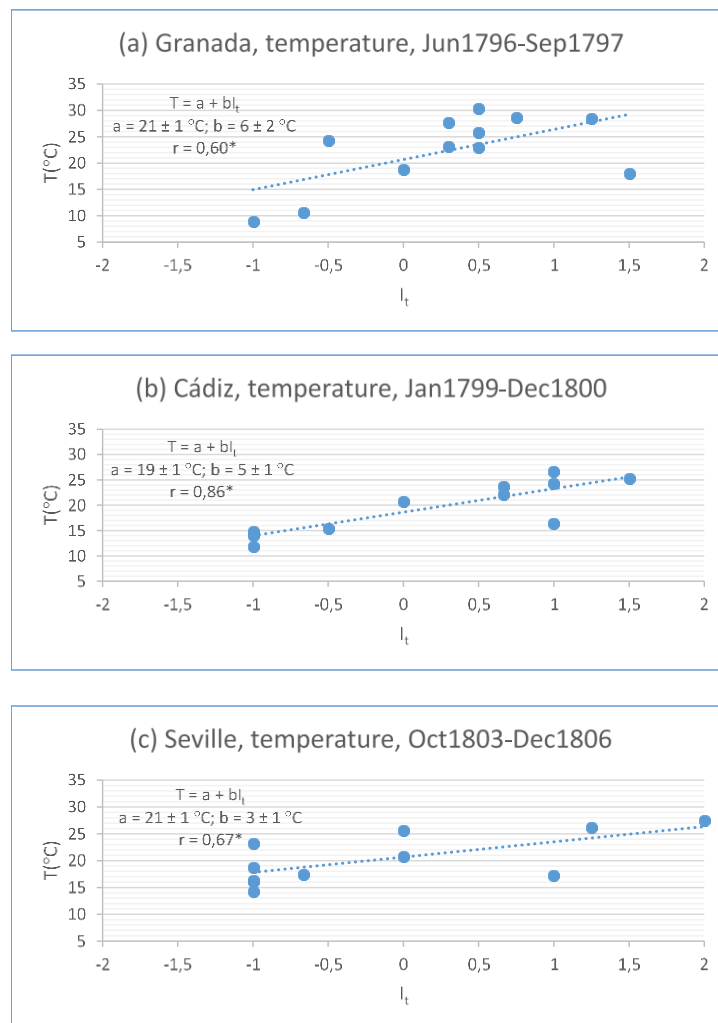 (a) Granada, temperature, Jun1796-Sep1797
T = a + bIₜ
a = 21 ± 1 °C; b = 6 ± 2 °C
r = 0,60*
T(°C)
35
30
25
20
15
10
5
-2 -1,5 -1 -0,5 0 0,5 1 1,5 2
Iₜ
(b) Cádiz, temperature, Jan1799-Dec1800
T = a + bIₜ
a = 19 ± 1 °C; b = 5 ± 1 °C
r = 0,86*
T(°C)
35
30
25
20
15
10
5
-2 -1,5 -1 -0,5 0 0,5 1 1,5 2
Iₜ
(c) Seville, temperature, Oct1803-Dec1806
T = a + bIₜ
a = 21 ± 1 °C; b = 3 ± 1 °C
r = 0,67*
T(°C)
35
30
25
20
15
10
5
-2 -1,5 -1 -0,5 0 0,5 1 1,5 2
Iₜ